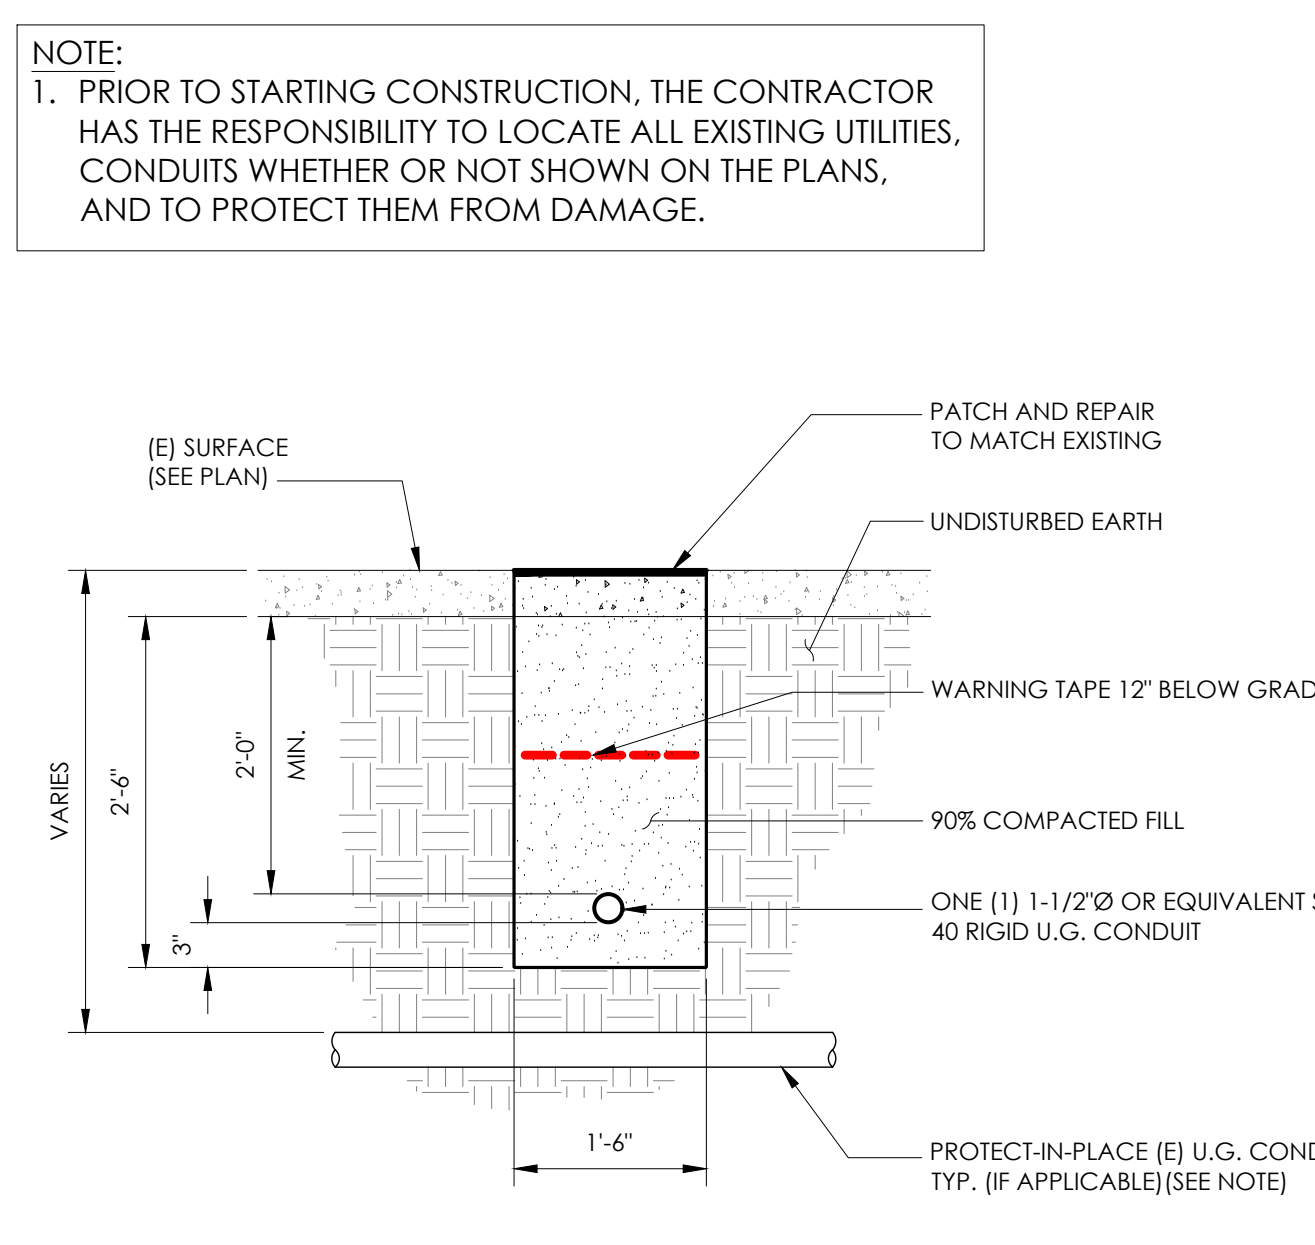 NOTE:
1. PRIOR TO STARTING CONSTRUCTION, THE CONTRACTOR
HAS THE RESPONSIBILITY TO LOCATE ALL EXISTING UTILITIES,
CONDUITS WHETHER OR NOT SHOWN ON THE PLANS,
AND TO PROTECT THEM FROM DAMAGE.
PATCH AND REPAIR
TO MATCH EXISTING
(E) SURFACE
(SEE PLAN)
UNDISTURBED EARTH
WARNING TAPE 12" BELOW GRAD
VARIES
2'-6"
2'-0"
MIN.
90% COMPACTED FILL
3"
ONE (1) 1-1/2"Ø OR EQUIVALENT S
40 RIGID U.G. CONDUIT
1'-6"
PROTECT-IN-PLACE (E) U.G. COND
TYP. (IF APPLICABLE)(SEE NOTE)